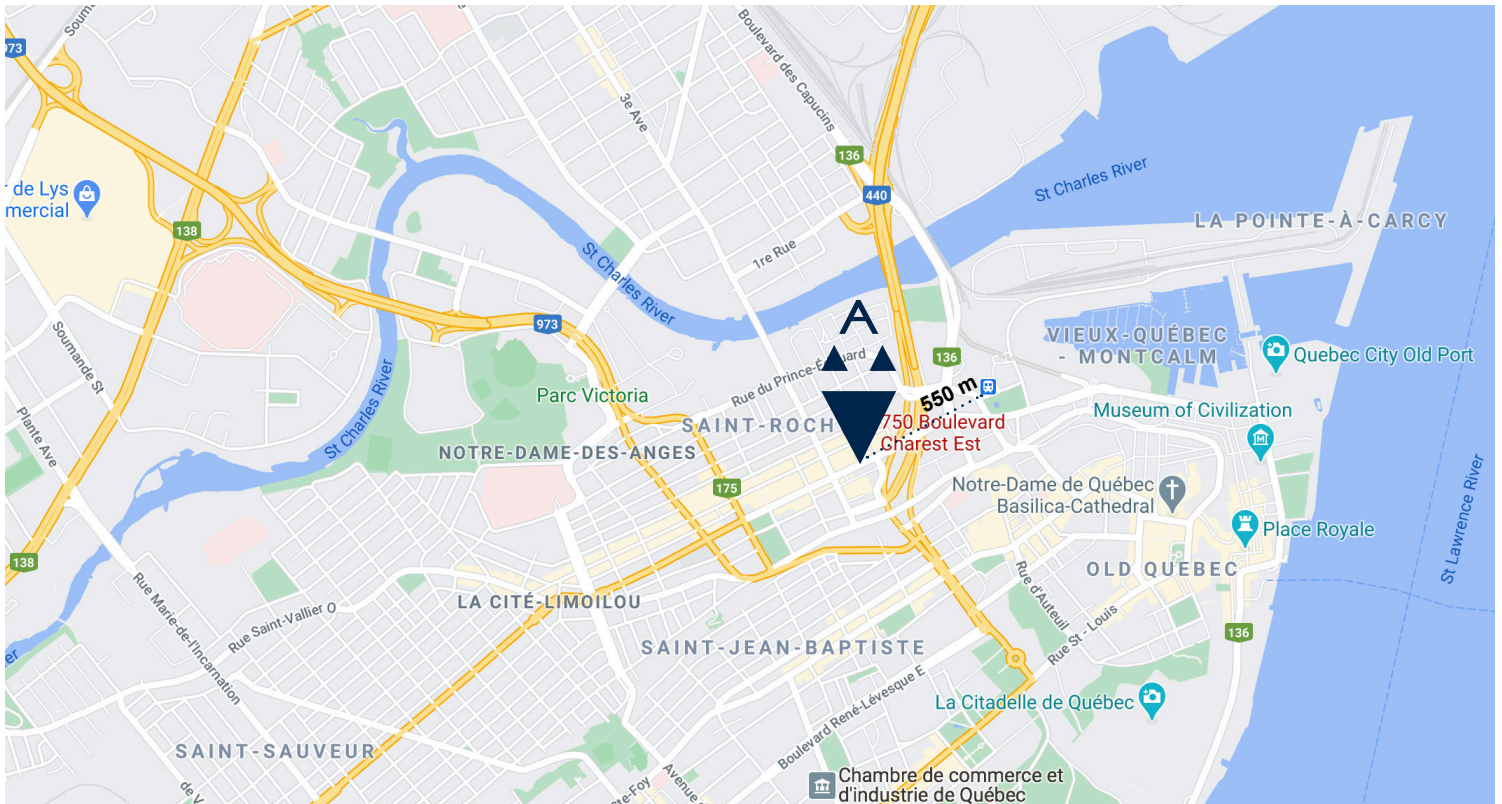 Boulevard des Capucins
973
3e Ave
136
St Charles River
de Lys
mercial
440
LA POINTE-À-CARCY
138
1re Rue
St Charles River
A
973
Soumande St
VIEUX-QUÉBEC
- MONTCALM
136
Quebec City Old Port
Rue du Prince-Édouard
550 m
Parc Victoria
Museum of Civilization
SAINT-ROCH
750 Boulevard
Charest Est
St Charles River
NOTRE-DAME-DES-ANGES
Plante Ave
175
Notre-Dame de Québec
Basilica-Cathedral
Place Royale
St Lawrence River
138
OLD QUEBEC
Rue Marie-de-l'Incarnation
Rue Saint-Vallier O
LA CITÉ-LIMOILOU
Rue d'Auteuil
Rue St - Louis
136
SAINT-JEAN-BAPTISTE
La Citadelle de Québec
Boulevard René-Lévesque E
SAINT-SAUVEUR
Chambre de commerce et
d'industrie de Québec
Avenue